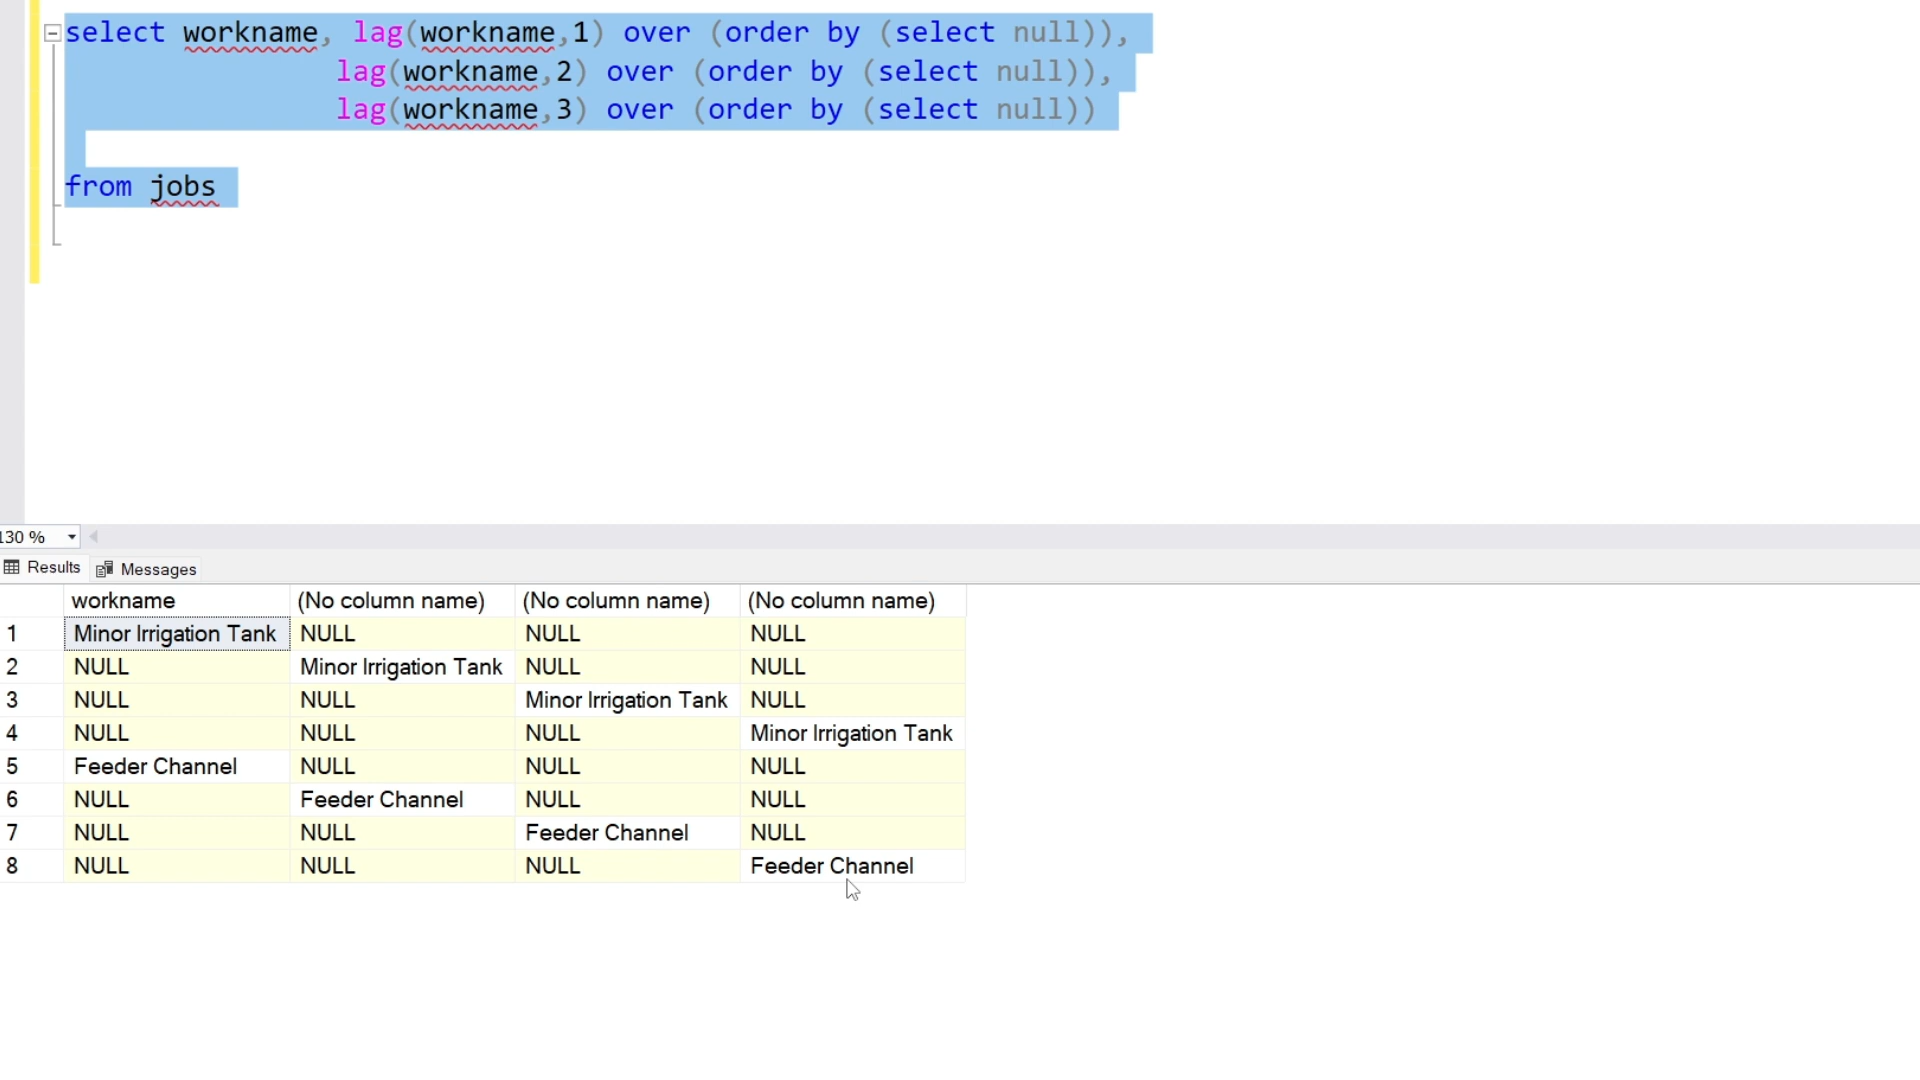 select workname, lag(workname,1) over (order by (select null)),
lag(workname,2) over (order by (select null)),
lag(workname,3) over (order by (select null))
from jobs
130 %
Results Messages
workname (No column name) (No column name) (No column name)
1 Minor Irrigation Tank NULL NULL NULL
2 NULL Minor Irrigation Tank NULL NULL
3 NULL NULL Minor Irrigation Tank NULL
4 NULL NULL NULL Minor Irrigation Tank
5 Feeder Channel NULL NULL NULL
6 NULL Feeder Channel NULL NULL
7 NULL NULL Feeder Channel NULL
8 NULL NULL NULL Feeder Channel